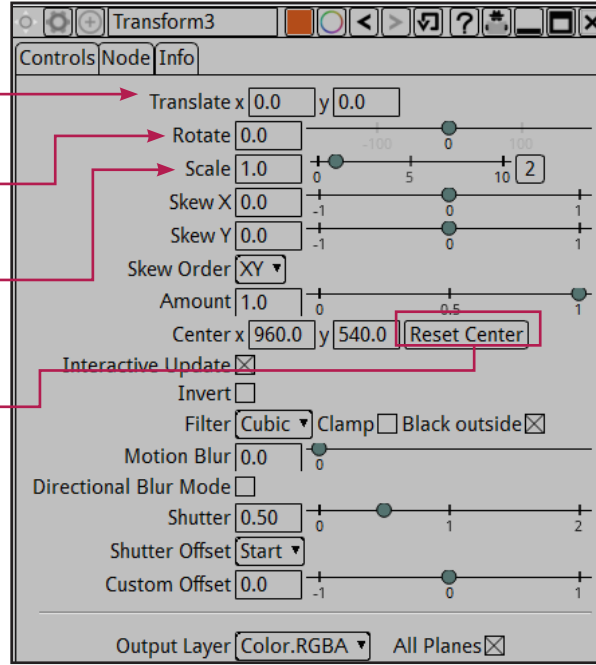 Transform3 < > ?
Controls Node Info
Translate x 0.0 y 0.0
Rotate 0.0 -100 0 100
Scale 1.0 0 5 10 2
Skew X 0.0 -1 0 1
Skew Y 0.0 -1 0 1
Skew Order XY
Amount 1.0 0 0.5 1
Center x 960.0 y 540.0 Reset Center
Interactive Update
Invert
Filter Cubic Clamp Black outside
Motion Blur 0.0 0
Directional Blur Mode
Shutter 0.50 0 1 2
Shutter Offset Start
Custom Offset 0.0 -1 0 1
Output Layer Color.RGBA All Planes